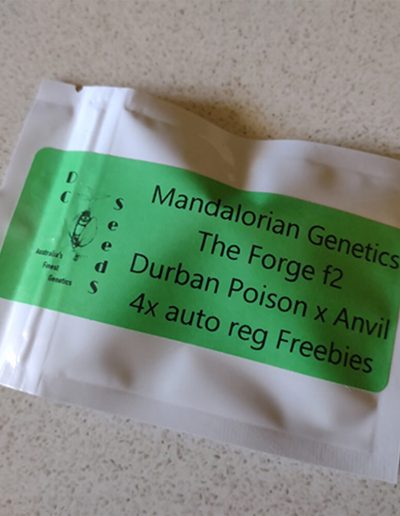 DC
Seeds
Australia's
Finest
Genetics
Mandalorian Genetics
The Forge f2
Durban Poison x Anvil
4x auto reg Freebies